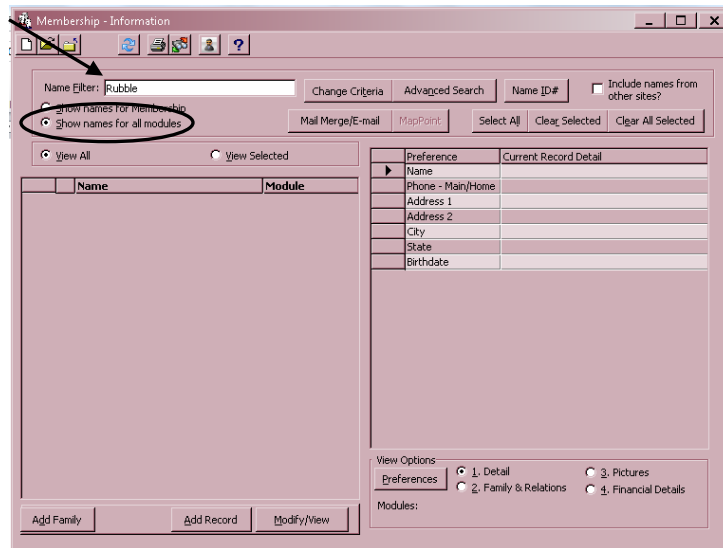 Membership - Information
Name Filter: Rubble
Change Criteria Advanced Search Name ID# Include names from other sites?
Show names for Membership
Show names for all modules
Mail Merge/E-mail MapPoint Select All Clear Selected Clear All Selected
View All View Selected
Name Module
Preference Current Record Detail
Name
Phone - Main/Home
Address 1
Address 2
City
State
Birthdate
View Options
Preferences
1. Detail 3. Pictures
2. Family & Relations 4. Financial Details
Modules:
Add Family Add Record Modify/View